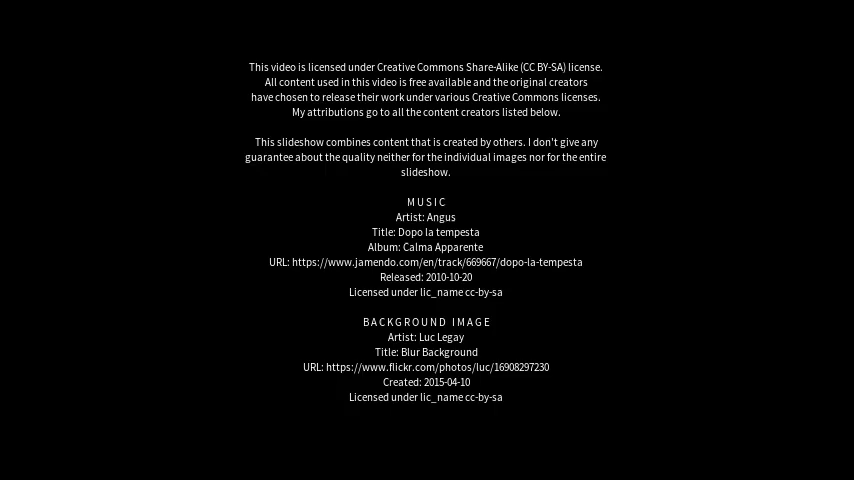 This video is licensed under Creative Commons Share-Alike (CC BY-SA) license.
All content used in this video is free available and the original creators
have chosen to release their work under various Creative Commons licenses.
My attributions go to all the content creators listed below.
This slideshow combines content that is created by others. I don't give any
guarantee about the quality neither for the individual images nor for the entire
slideshow.
MUSIC
Artist: Angus
Title: Dopo la tempesta
Album: Calma Apparente
URL: https://www.jamendo.com/en/track/669667/dopo-la-tempesta
Released: 2010-10-20
Licensed under lic_name cc-by-sa
BACKGROUND IMAGE
Artist: Luc Legay
Title: Blur Background
URL: https://www.flickr.com/photos/luc/16908297230
Created: 2015-04-10
Licensed under lic_name cc-by-sa